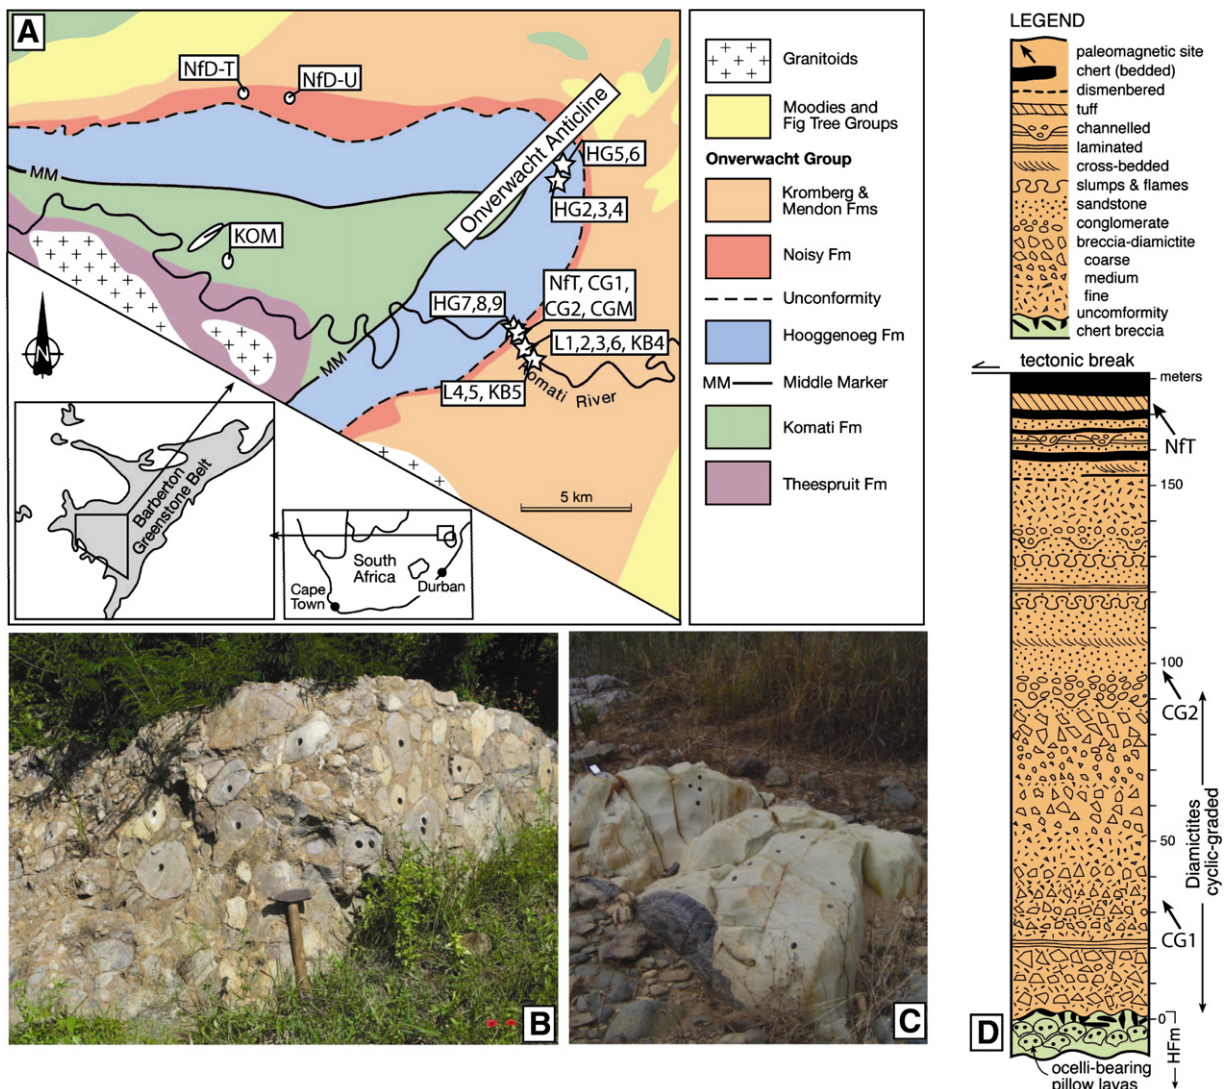 A
NfD-T
NfD-U
Onverwacht Anticline
HG5,6
HG2,3,4
MM
KOM
HG7,8,9
NfT, CG1,
CG2, CGM
L1,2,3,6, KB4
L4,5, KB5
Komati River
MM
N
5 km
Barberton
Greenstone Belt
South
Africa
Cape
Town
Durban
Granitoids
Moodies and
Fig Tree Groups
Onverwacht Group
Kromberg &
Mendon Fms
Noisy Fm
Unconformity
Hooggenoeg Fm
MM Middle Marker
Komati Fm
Theespruit Fm
B
C
LEGEND
paleomagnetic site
chert (bedded)
dismenbered
tuff
channelled
laminated
cross-bedded
slumps & flames
sandstone
conglomerate
breccia-diamictite
coarse
medium
fine
uncomformity
chert breccia
tectonic break
meters
NfT
150
100
CG2
50
Diamictites
cyclic-graded
CG1
0
HFm
D
ocelli-bearing
pillow lavas